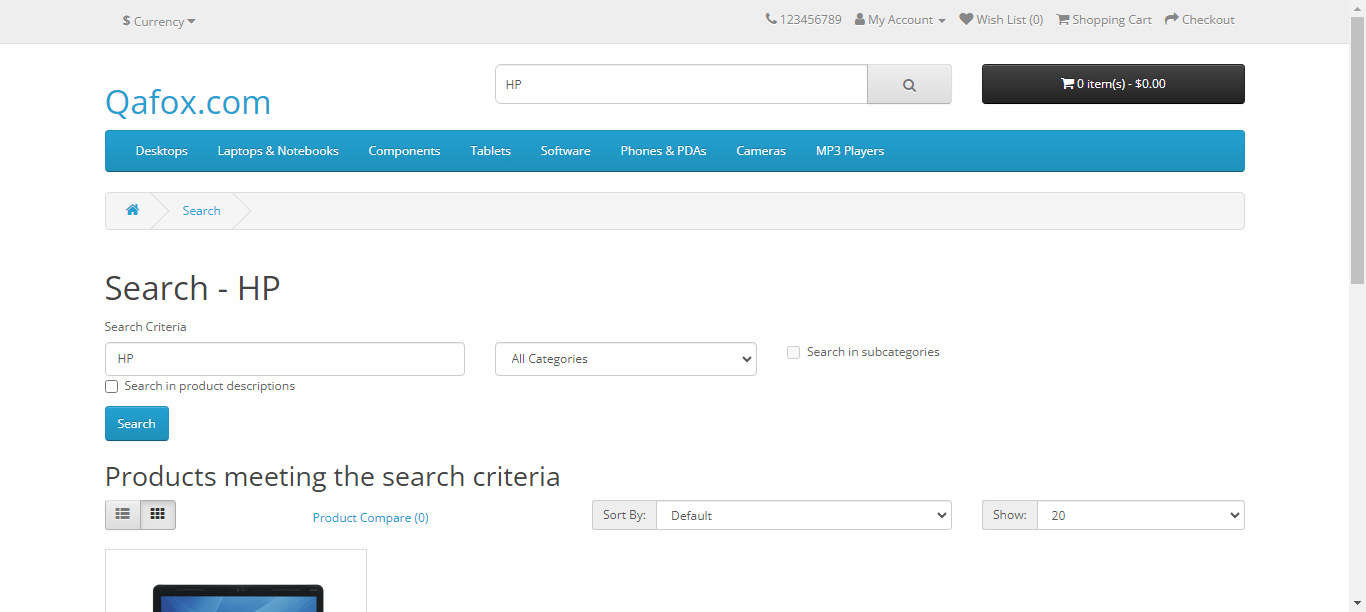 $ Currency
123456789 My Account Wish List (0) Shopping Cart Checkout
HP
0 item(s) - $0.00
Qafox.com
Desktops Laptops & Notebooks Components Tablets Software Phones & PDAs Cameras MP3 Players
Search
Search - HP
Search Criteria
HP All Categories Search in subcategories
Search in product descriptions
Search
Products meeting the search criteria
Product Compare (0) Sort By: Default Show: 20